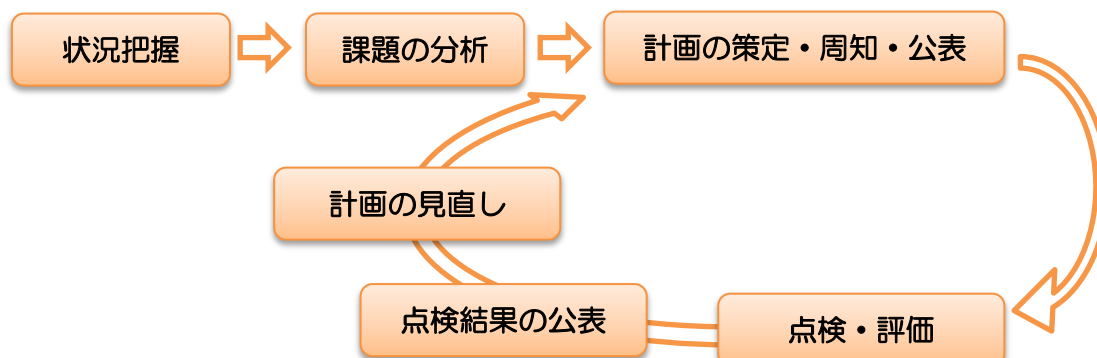 状況把握
課題の分析
計画の策定・周知・公表
計画の見直し
点検結果の公表
点検・評価